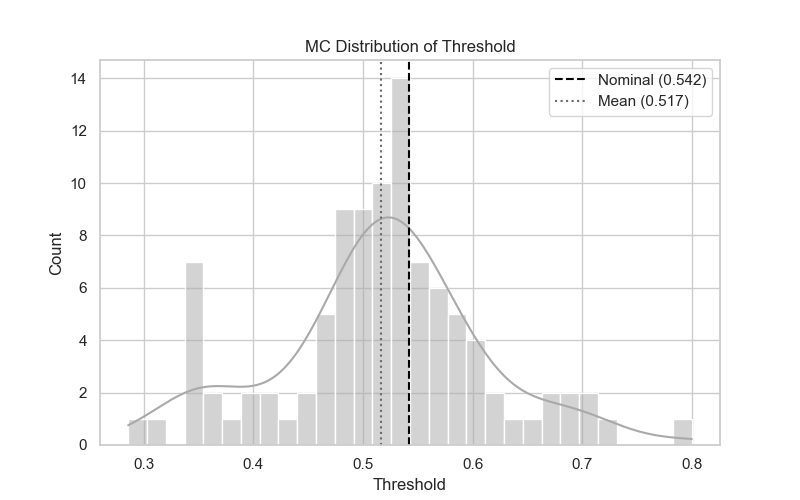 MC Distribution of Threshold
Nominal (0.542)
Mean (0.517)
Count
14
12
10
8
6
4
2
0
0.3 0.4 0.5 0.6 0.7 0.8
Threshold